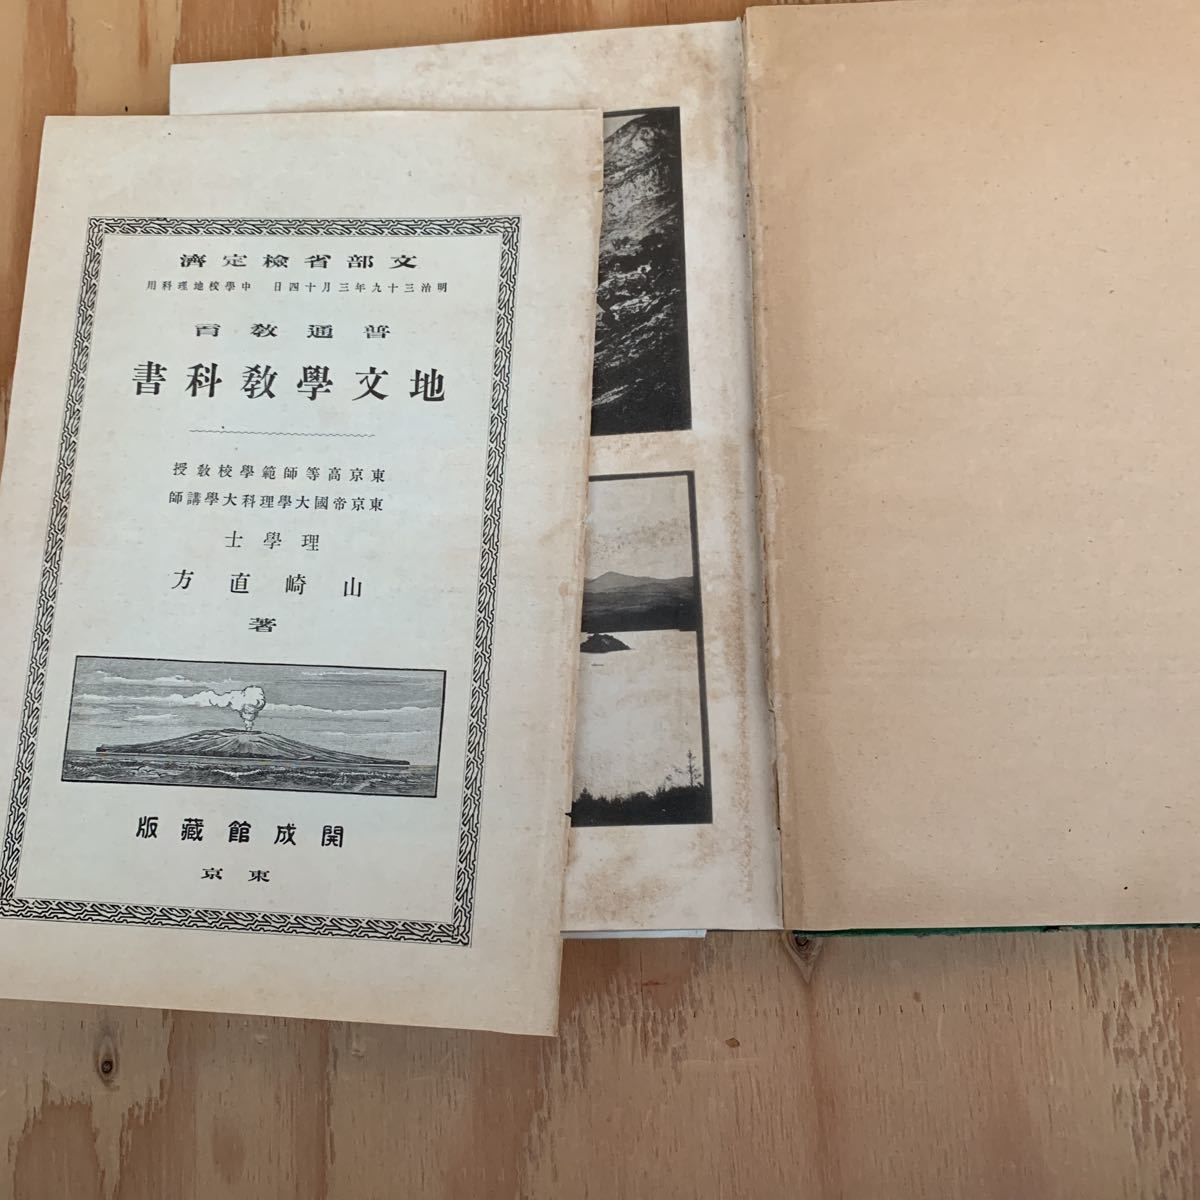 文部省檢定濟
明治三十九年三月十四日 中學校地理科用
普通教育
地文學教科書
東京高等師範學校教授
東京帝國大學理科大學講師
理學士
山崎直方
著
開成館藏版
東京